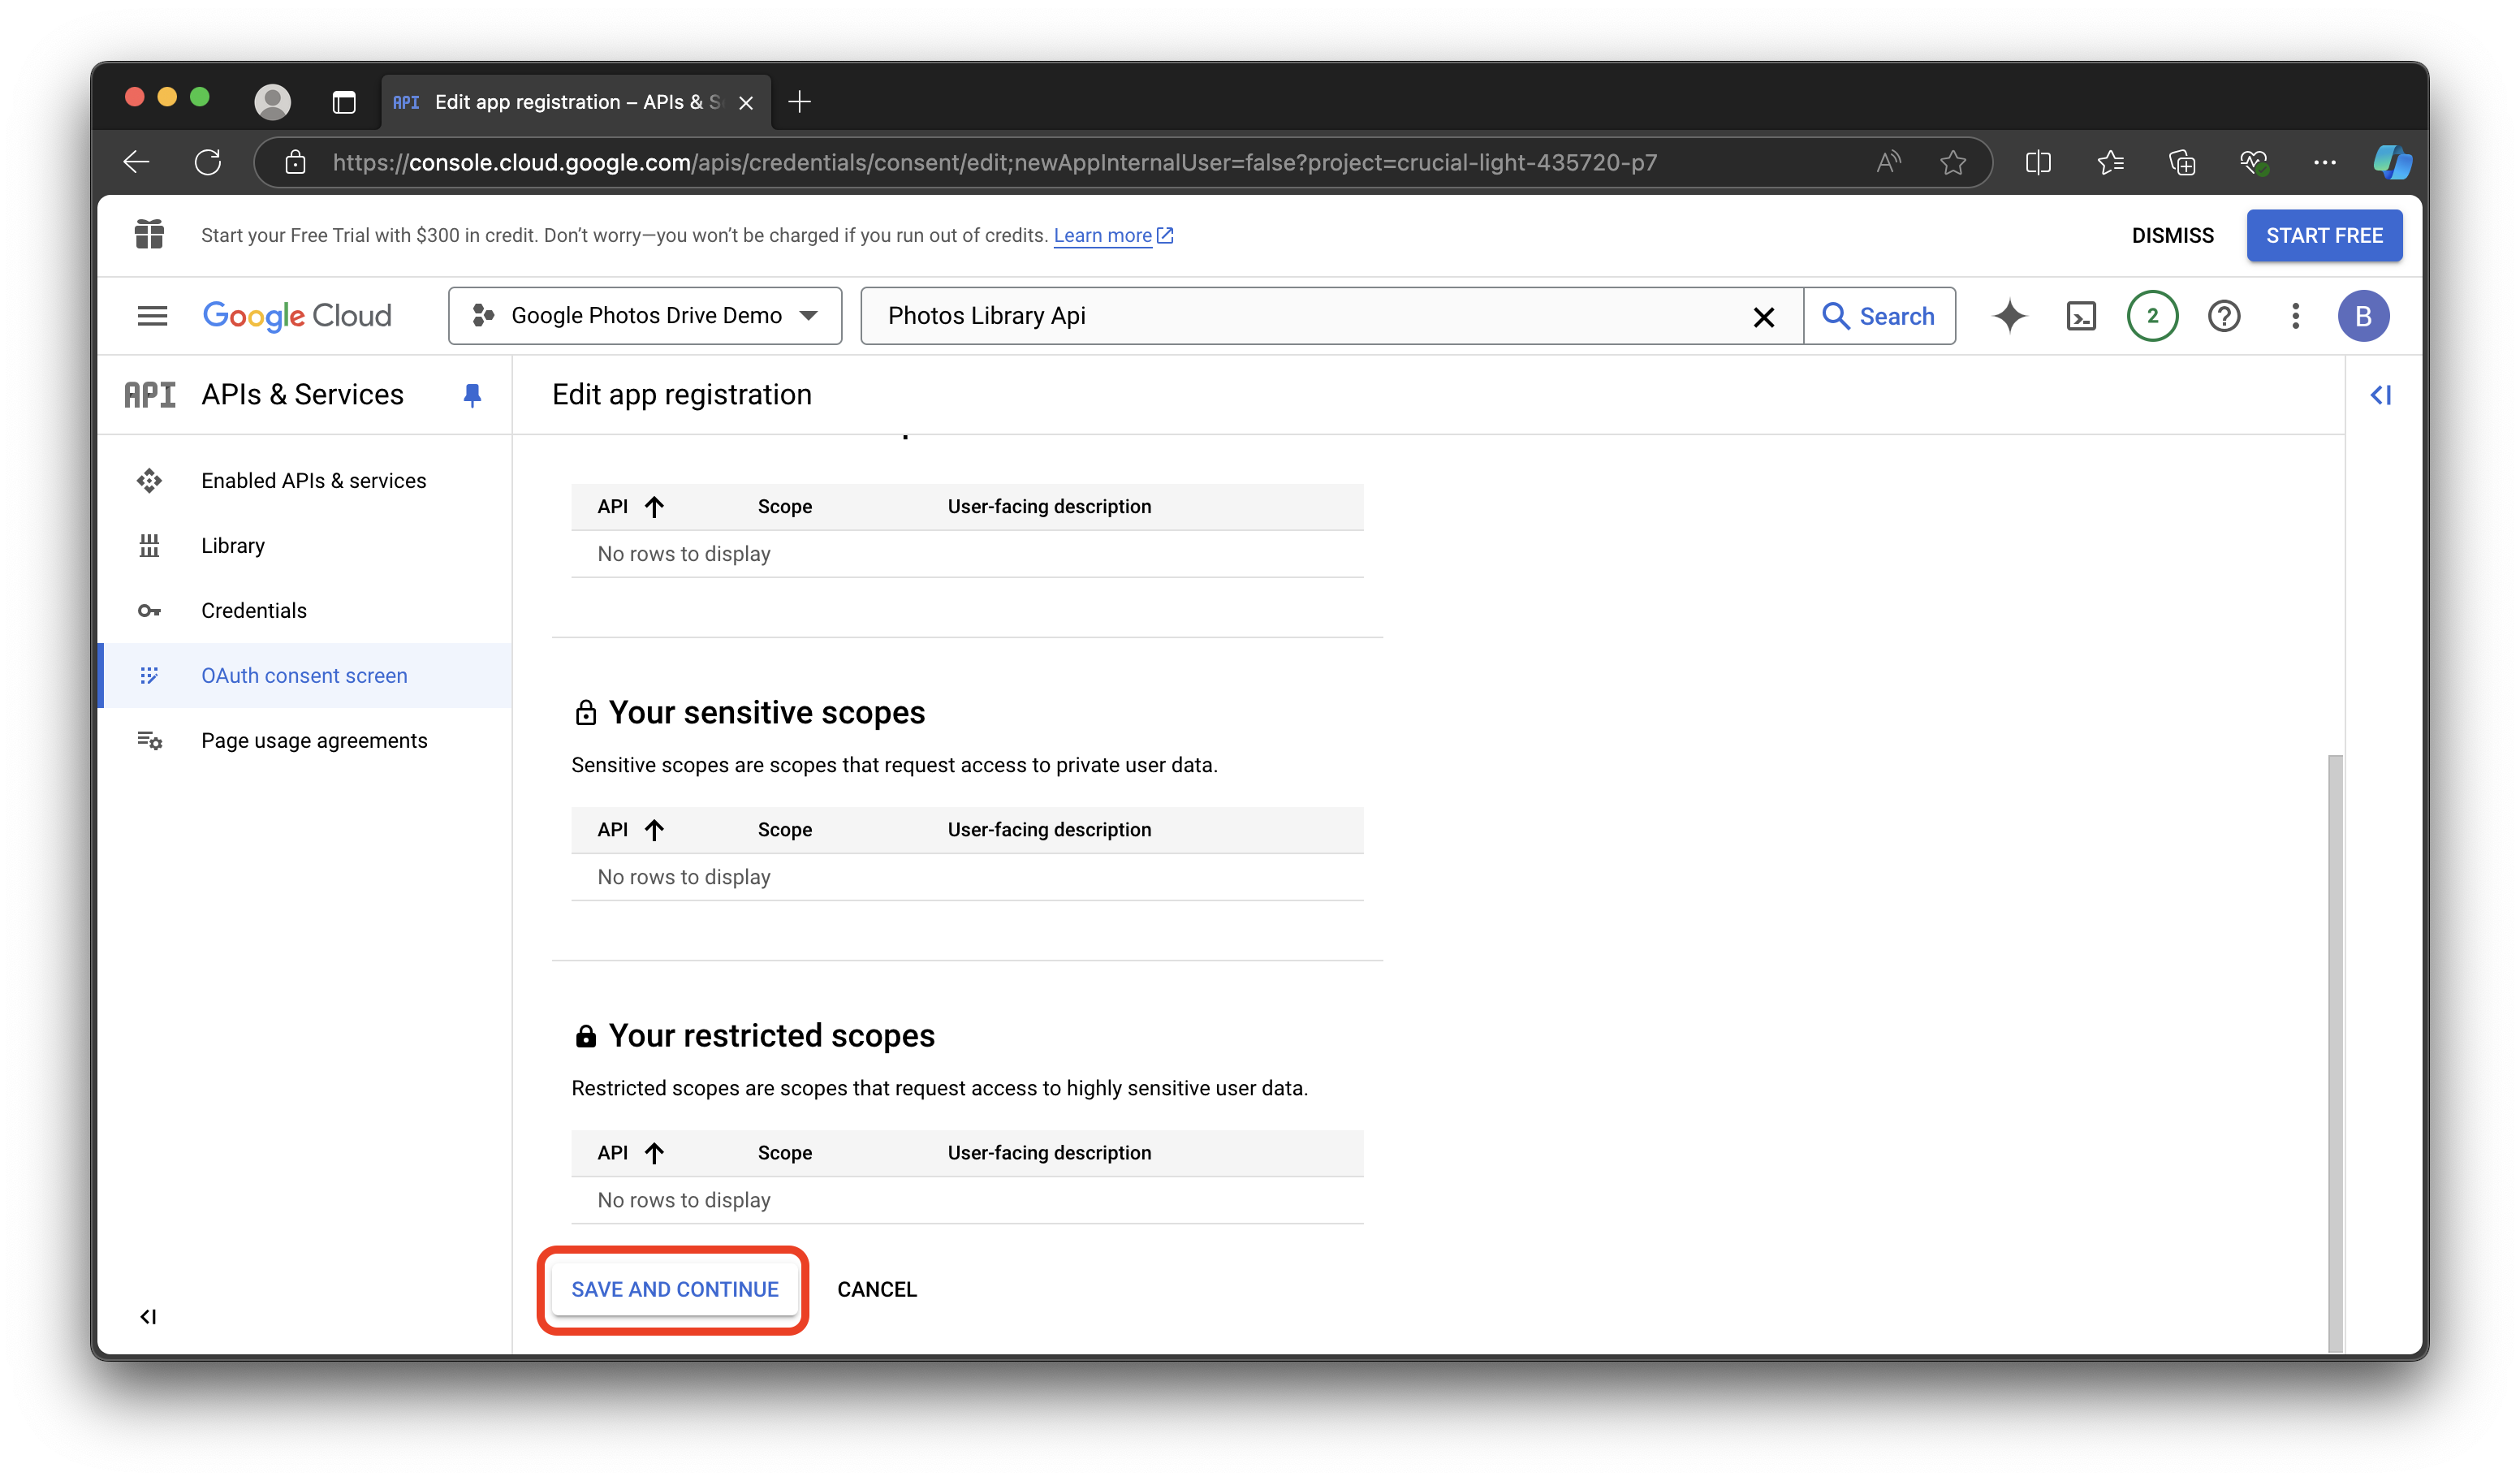 API Edit app registration – APIs & S
https://console.cloud.google.com/apis/credentials/consent/edit;newAppInternalUser=false?project=crucial-light-435720-p7
Start your Free Trial with $300 in credit. Don’t worry—you won’t be charged if you run out of credits. Learn more
DISMISS
START FREE
Google Cloud
Google Photos Drive Demo
Photos Library Api
Search
2
B
API APIs & Services
Edit app registration
Enabled APIs & services
Library
Credentials
OAuth consent screen
Page usage agreements
API Scope User-facing description
No rows to display
Your sensitive scopes
Sensitive scopes are scopes that request access to private user data.
API Scope User-facing description
No rows to display
Your restricted scopes
Restricted scopes are scopes that request access to highly sensitive user data.
API Scope User-facing description
No rows to display
SAVE AND CONTINUE
CANCEL